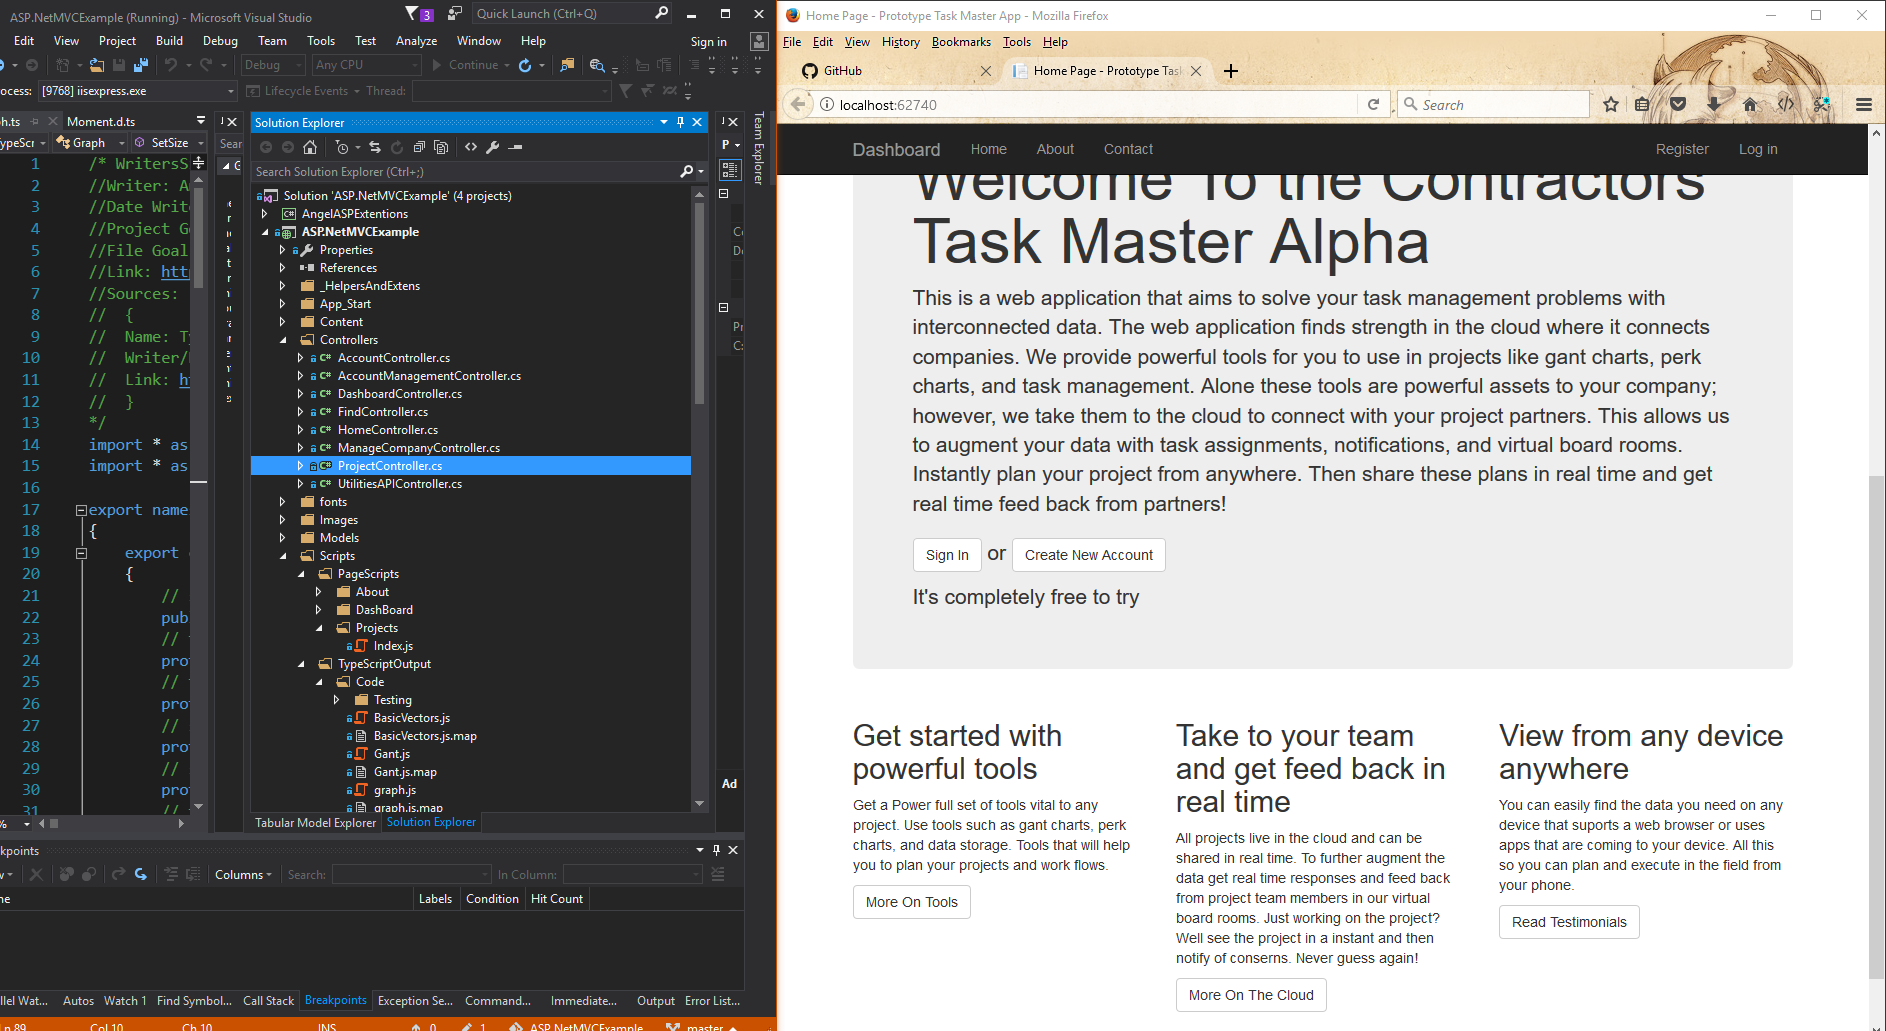 ASP.NetMVCExample (Running) - Microsoft Visual Studio
3
Quick Launch (Ctrl+Q)
Edit View Project Build Debug Team Tools Test Analyze Window Help Sign in
Debug Any CPU Continue
[9768] iisexpress.exe Lifecycle Events Thread:
Moment.d.ts
Graph SetSize
1 /* WritersS
2 //Writer: A
3 //Date Writ
4 //Project G
5 //File Goal
6 //Link: htt
7 //Sources:
8 // {
9 // Name: T
10 // Writer/
11 // Link: h
12 // }
13 */
14 import * as
15 import * as
16
17 export name
18 {
19 export
20 {
21 //
22 pub
23 //
24 pro
25 //
26 pro
27 //
28 pro
29 //
30 pro
31 //
Solution Explorer
Search Solution Explorer (Ctrl+;)
Solution 'ASP.NetMVCExample' (4 projects)
AngelASPExtentions
ASP.NetMVCExample
Properties
References
_HelpersAndExtens
App_Start
Content
Controllers
AccountController.cs
AccountManagementController.cs
DashboardController.cs
FindController.cs
HomeController.cs
ManageCompanyController.cs
ProjectController.cs
UtilitiesAPIController.cs
fonts
Images
Models
Scripts
PageScripts
About
DashBoard
Projects
Index.js
TypeScriptOutput
Code
Testing
BasicVectors.js
BasicVectors.js.map
Gant.js
Gant.js.map
graph.js
graph.js.map
Tabular Model Explorer Solution Explorer
Team Explorer
P
Ad
Columns Search: In Column:
Labels Condition Hit Count
Autos Watch 1 Find Symbol... Call Stack Breakpoints Exception Se... Command... Immediate... Output Error List...
Col 10 Ch 10 INS 0 1 ASP.NetMVCExample master
Home Page - Prototype Task Master App - Mozilla Firefox
File Edit View History Bookmarks Tools Help
GitHub
Home Page - Prototype Tas
localhost:62740
Search
Dashboard Home About Contact Register Log in
Welcome To the Contractors
Task Master Alpha
This is a web application that aims to solve your task management problems with
interconnected data. The web application finds strength in the cloud where it connects
companies. We provide powerful tools for you to use in projects like gant charts, perk
charts, and task management. Alone these tools are powerful assets to your company;
however, we take them to the cloud to connect with your project partners. This allows us
to augment your data with task assignments, notifications, and virtual board rooms.
Instantly plan your project from anywhere. Then share these plans in real time and get
real time feed back from partners!
Sign In or Create New Account
It's completely free to try
Get started with
powerful tools
Get a Power full set of tools vital to any
project. Use tools such as gant charts, perk
charts, and data storage. Tools that will help
you to plan your projects and work flows.
More On Tools
Take to your team
and get feed back in
real time
All projects live in the cloud and can be
shared in real time. To further augment the
data get real time responses and feed back
from project team members in our virtual
board rooms. Just working on the project?
Well see the project in a instant and then
notify of conserns. Never guess again!
More On The Cloud
View from any device
anywhere
You can easily find the data you need on any
device that suports a web browser or uses
apps that are coming to your device. All this
so you can plan and execute in the field from
your phone.
Read Testimonials